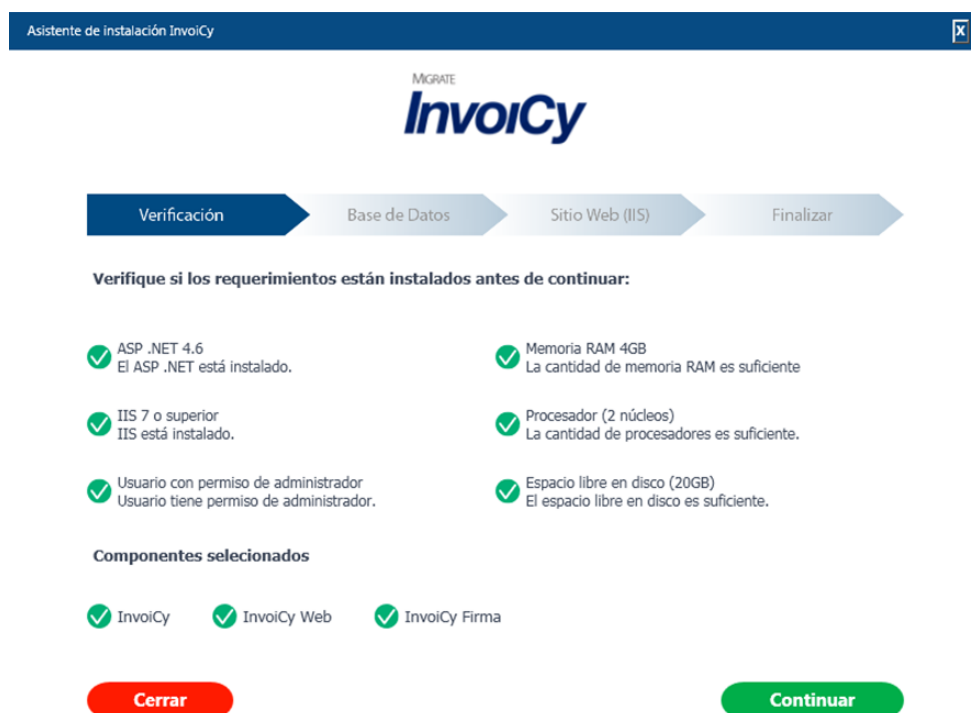 Asistente de instalación InvoiCy
X
MIGRATE
InvoiCy
Verificación
Base de Datos
Sitio Web (IIS)
Finalizar
Verifique si los requerimientos están instalados antes de continuar:
ASP .NET 4.6
El ASP .NET está instalado.
Memoria RAM 4GB
La cantidad de memoria RAM es suficiente
IIS 7 o superior
IIS está instalado.
Procesador (2 núcleos)
La cantidad de procesadores es suficiente.
Usuario con permiso de administrador
Usuario tiene permiso de administrador.
Espacio libre en disco (20GB)
El espacio libre en disco es suficiente.
Componentes selecionados
InvoiCy
InvoiCy Web
InvoiCy Firma
Cerrar
Continuar